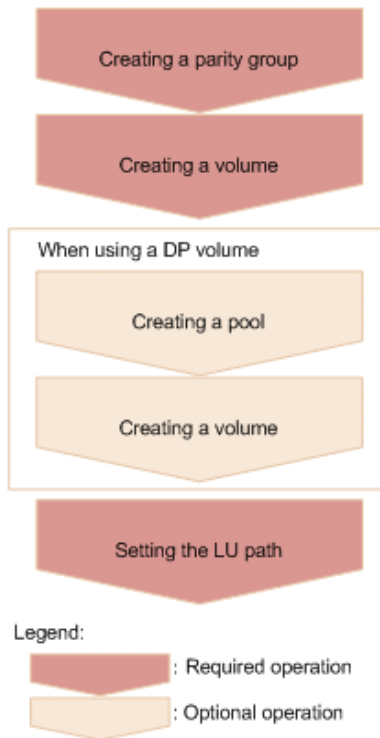 Creating a parity group
Creating a volume
When using a DP volume
Creating a pool
Creating a volume
Setting the LU path
Legend:
: Required operation
: Optional operation